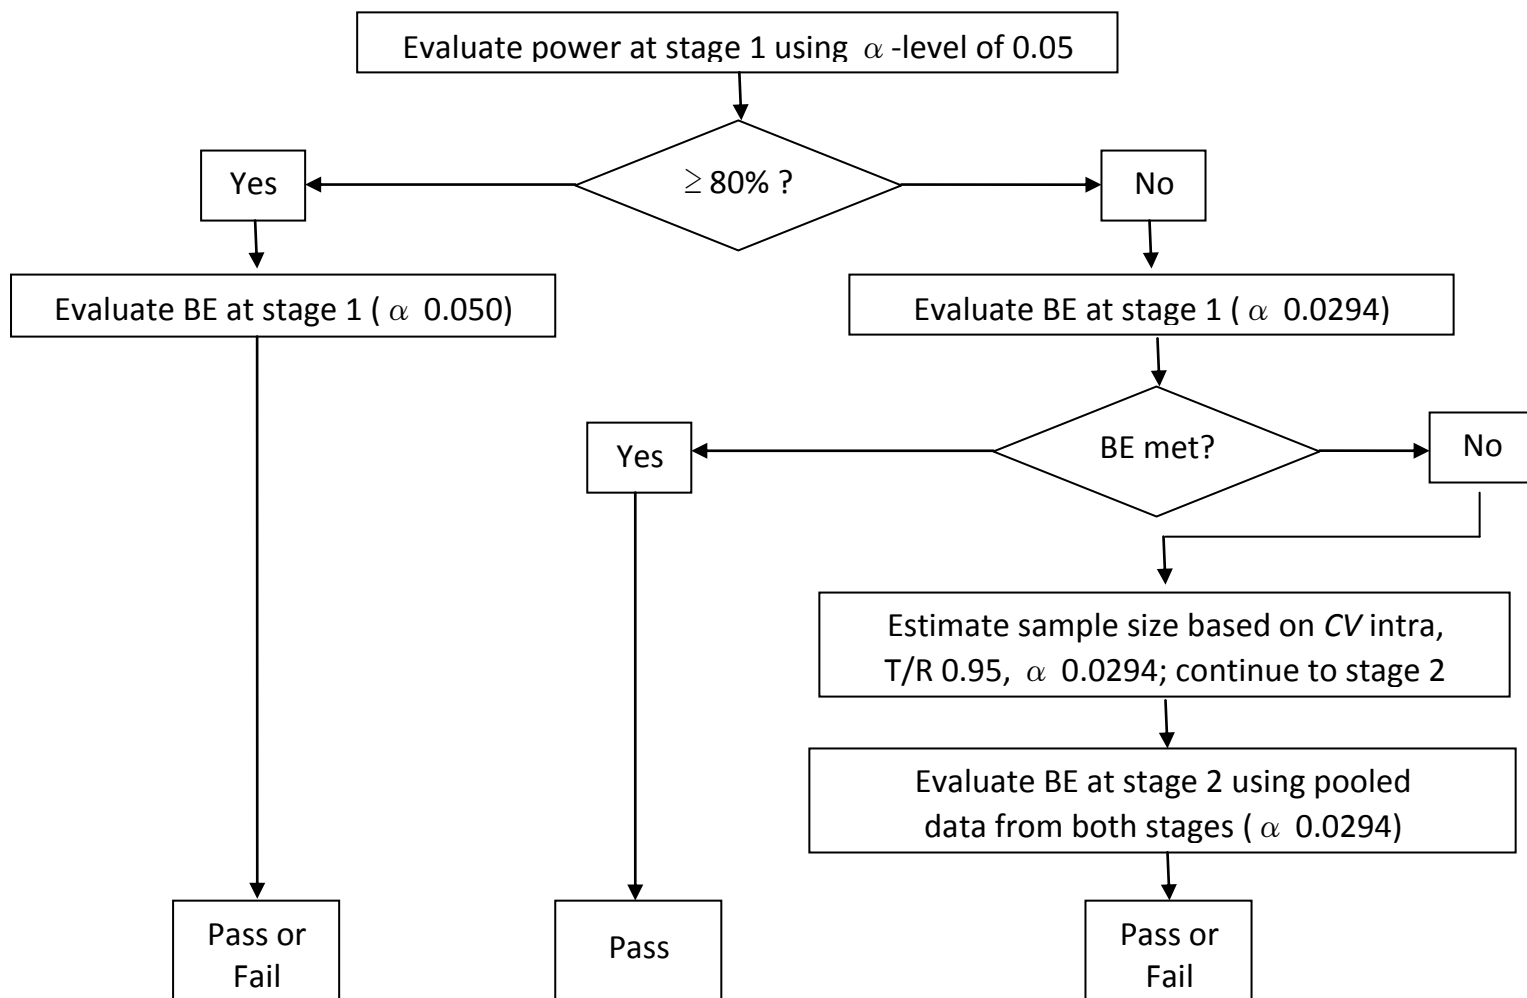 Evaluate power at stage 1 using α -level of 0.05
≥ 80% ?
Yes
No
Evaluate BE at stage 1 ( α 0.050)
Evaluate BE at stage 1 ( α 0.0294)
BE met?
Yes
No
Estimate sample size based on CV intra,
T/R 0.95, α 0.0294; continue to stage 2
Evaluate BE at stage 2 using pooled
data from both stages ( α 0.0294)
Pass or
Fail
Pass
Pass or
Fail